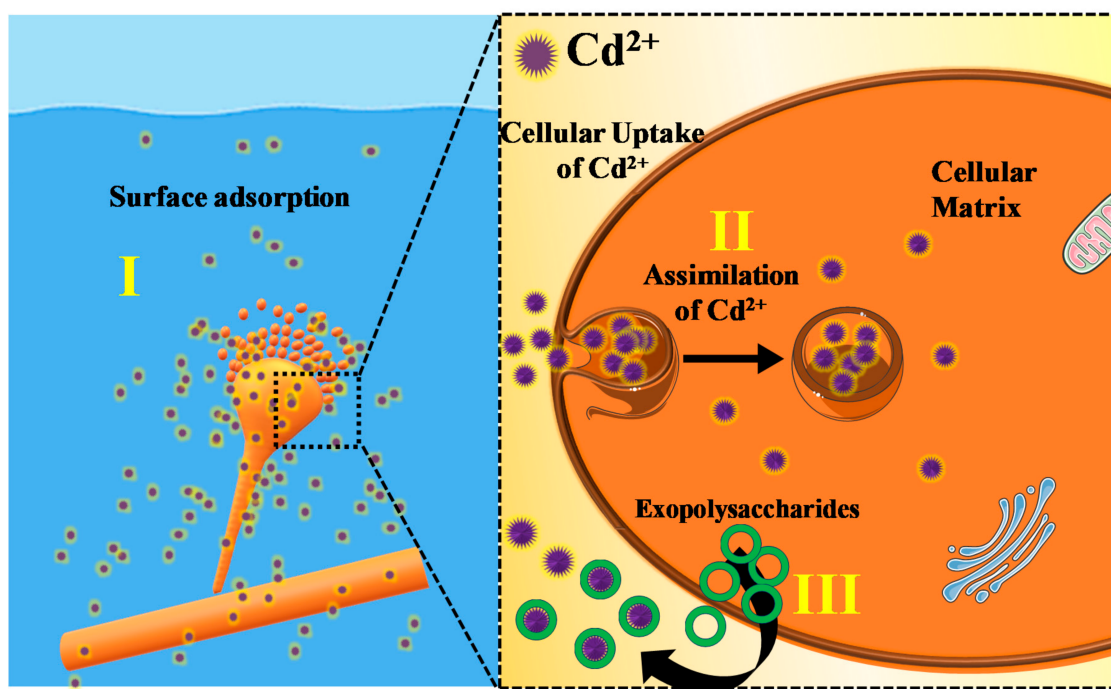 Surface adsorption
I
Cd²⁺
Cellular Uptake
of Cd²⁺
Cellular
Matrix
II
Assimilation
of Cd²⁺
Exopolysaccharides
III